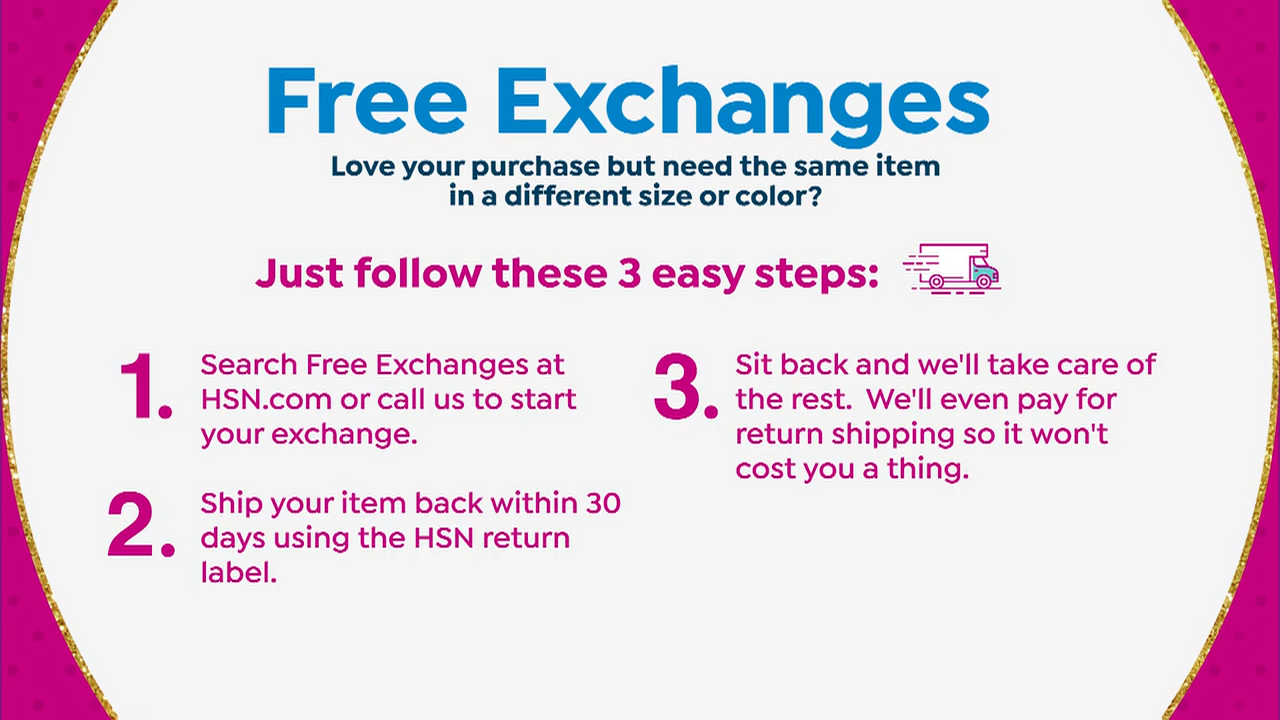 Free Exchanges
Love your purchase but need the same item
in a different size or color?
Just follow these 3 easy steps:
1. Search Free Exchanges at
HSN.com or call us to start
your exchange.
2. Ship your item back within 30
days using the HSN return
label.
3. Sit back and we'll take care of
the rest.  We'll even pay for
return shipping so it won't
cost you a thing.